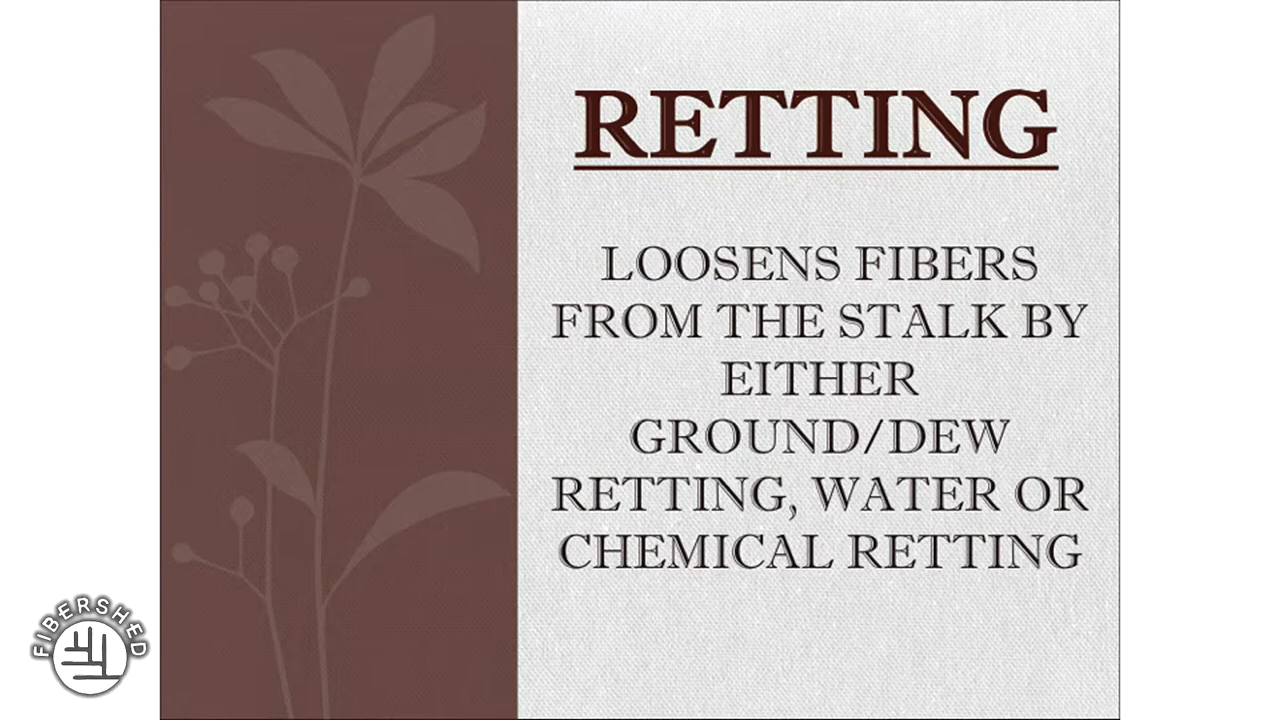 RETTING
LOOSENS FIBERS
FROM THE STALK BY
EITHER
GROUND/DEW
RETTING, WATER OR
CHEMICAL RETTING
FIBERSHED